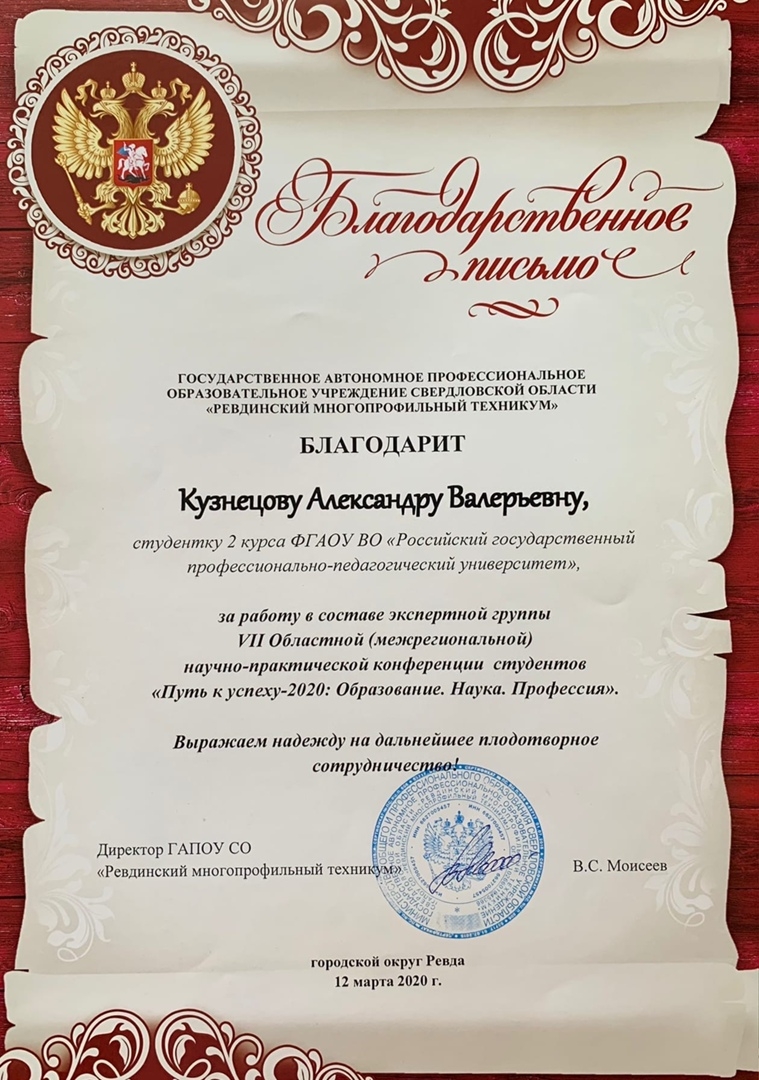 Благодарственное
письмо
ГОСУДАРСТВЕННОЕ АВТОНОМНОЕ ПРОФЕССИОНАЛЬНОЕ
ОБРАЗОВАТЕЛЬНОЕ УЧРЕЖДЕНИЕ СВЕРДЛОВСКОЙ ОБЛАСТИ
«РЕВДИНСКИЙ МНОГОПРОФИЛЬНЫЙ ТЕХНИКУМ»
БЛАГОДАРИТ
Кузнецову Александру Валерьевну,
студентку 2 курса ФГАОУ ВО «Российский государственный
профессионально-педагогический университет»,
за работу в составе экспертной группы
VII Областной (межрегиональной)
научно-практической конференции студентов
«Путь к успеху-2020: Образование. Наука. Профессия».
Выражаем надежду на дальнейшее плодотворное
сотрудничество!
Директор ГАПОУ СО
«Ревдинский многопрофильный техникум»
В.С. Моисеев
городской округ Ревда
12 марта 2020 г.